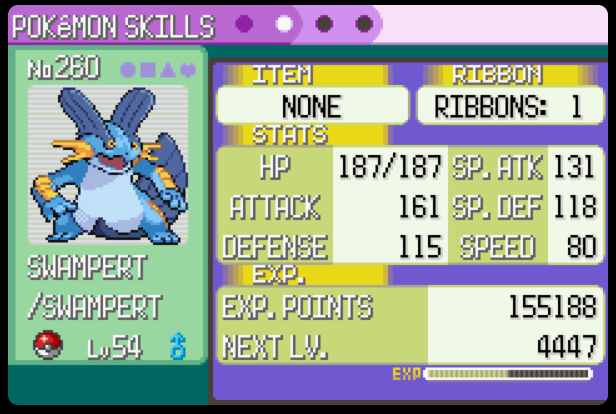 POKéMON SKILLS
No260
SWAMPERT
/SWAMPERT
Lv54 ♂
ITEM RIBBON
NONE RIBBONS: 1
STATS
HP 187/187 SP. ATK 131
ATTACK 161 SP. DEF 118
DEFENSE 115 SPEED 80
EXP.
EXP. POINTS 155188
NEXT LV. 4447
EXP